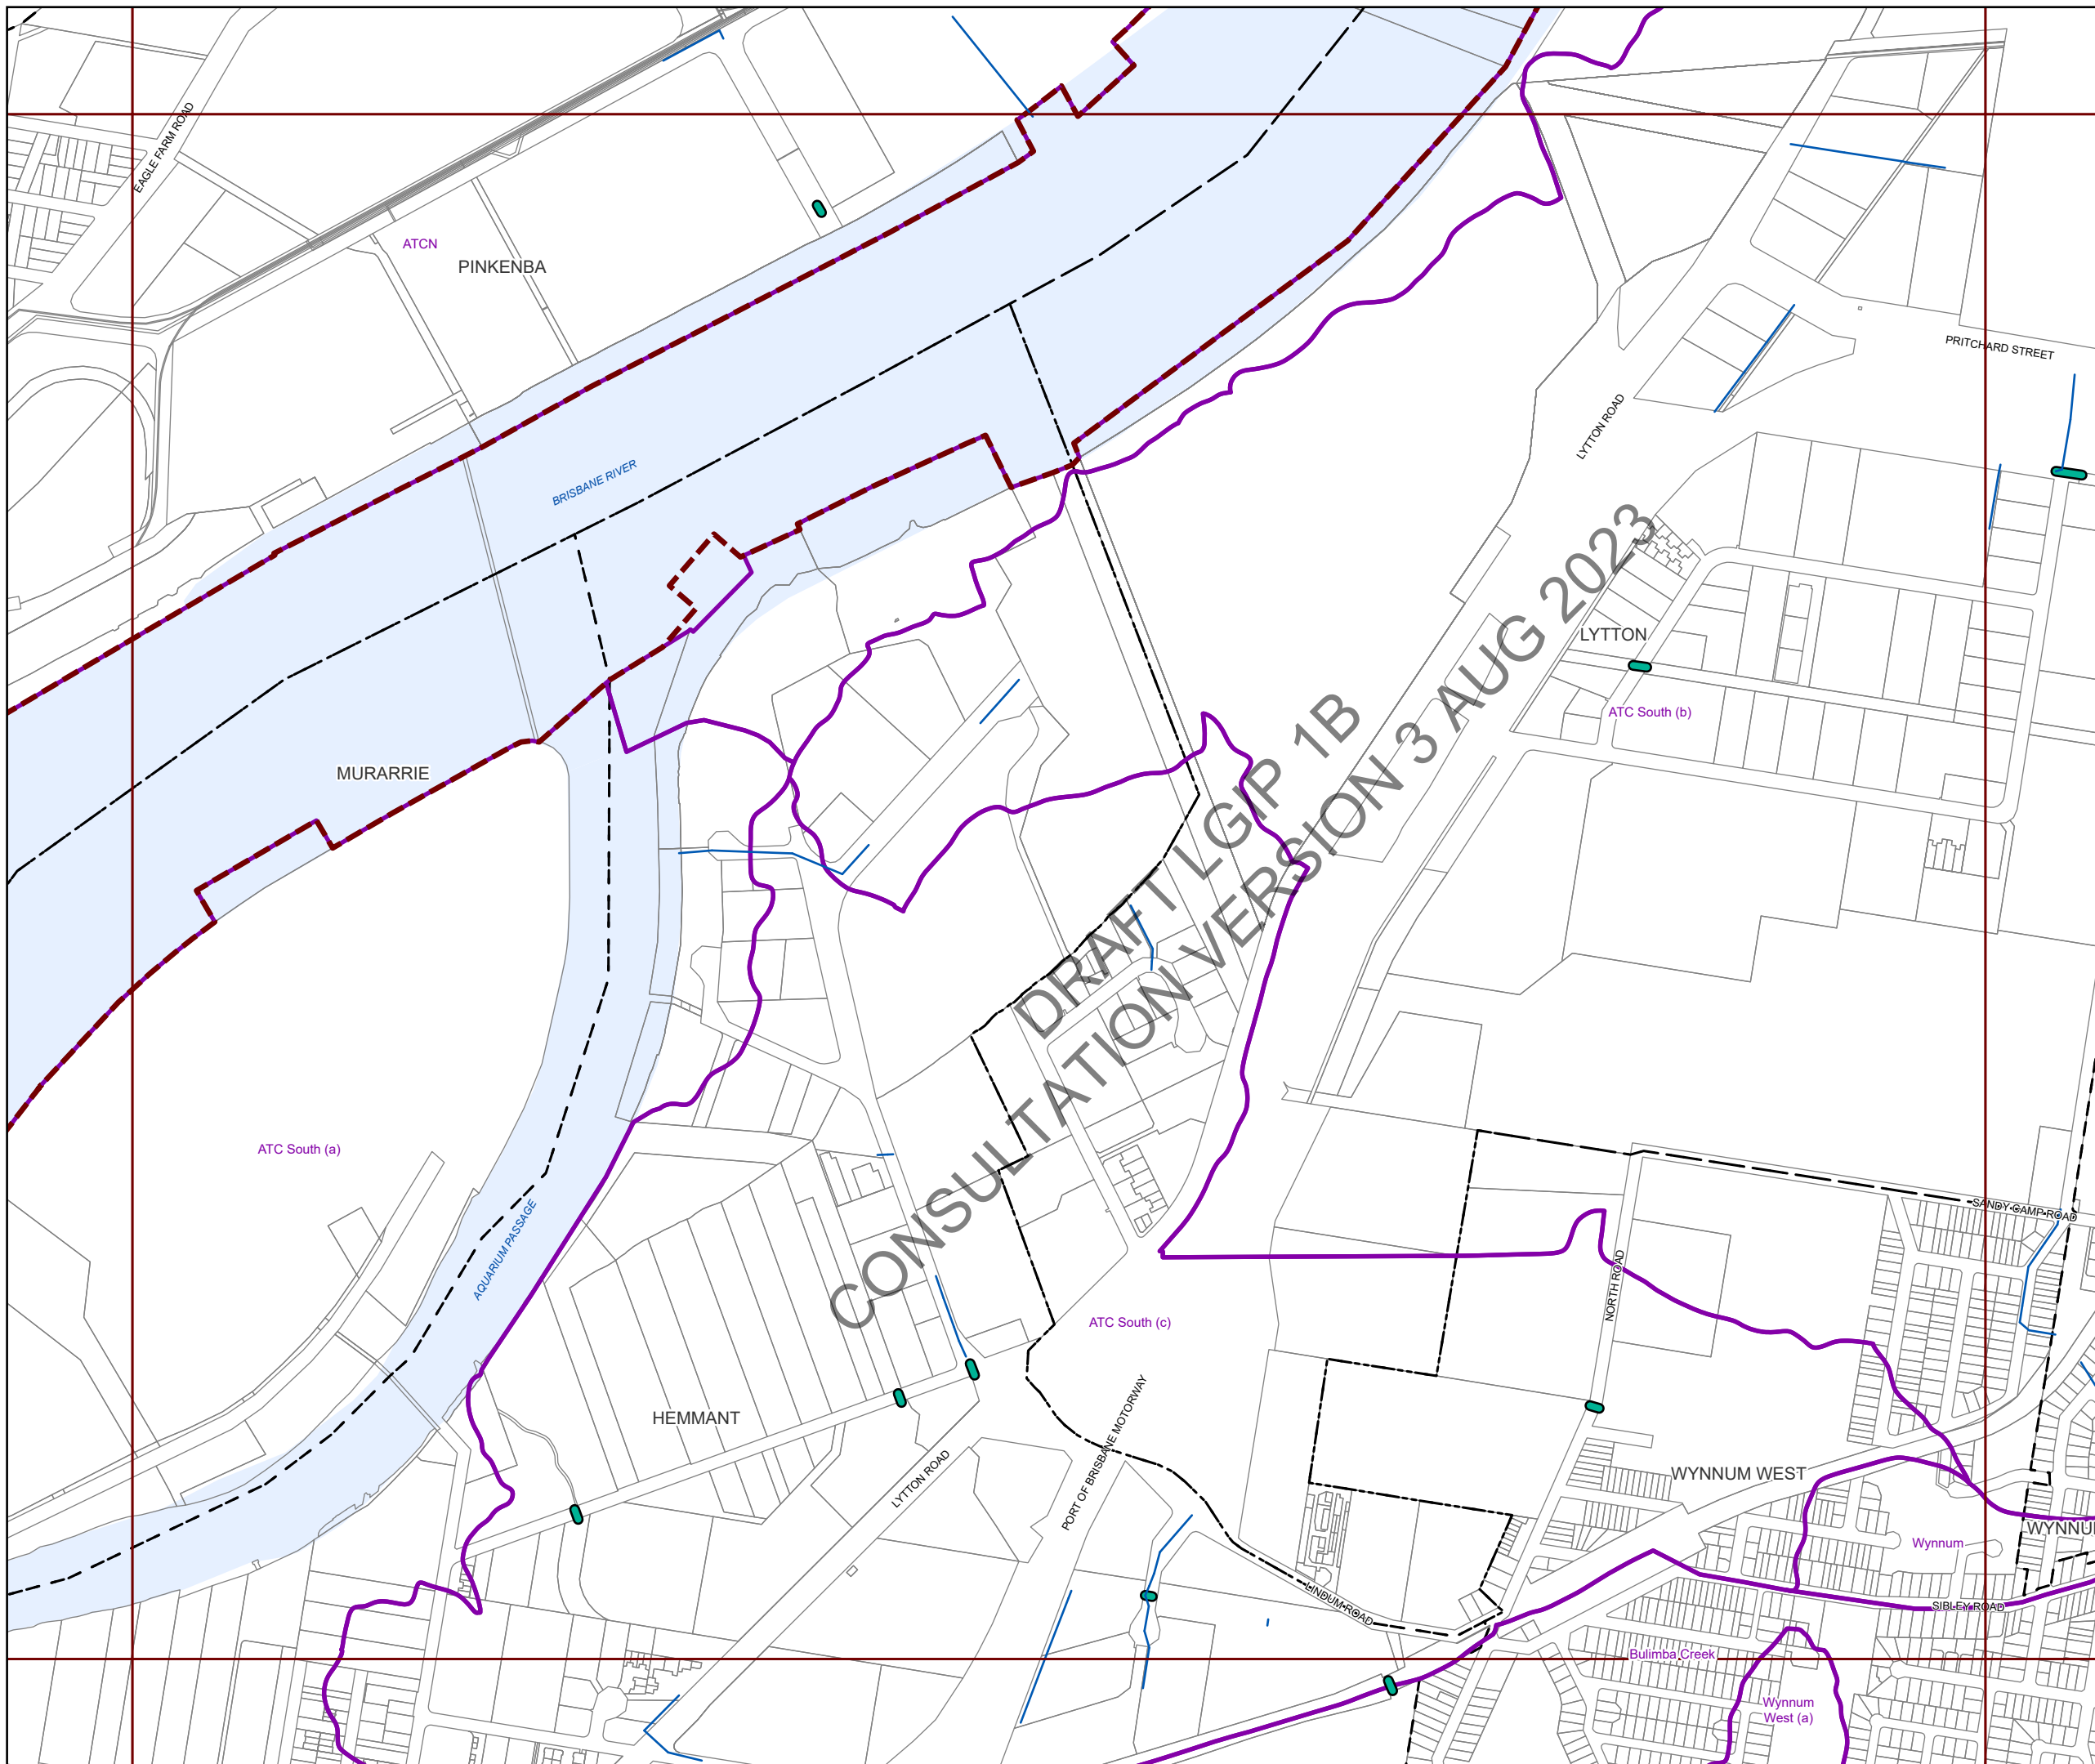 EAGLE FARM ROAD
ATCN
PINKENBA
PRITCHARD STREET
LYTTON ROAD
BRISBANE RIVER
LYTTON
ATC South (b)
MURARRIE
DRAFT LGIP 1B
CONSULTATION VERSION 3 AUG 2023
ATC South (a)
AQUARIUM PASSAGE
SANDY CAMP ROAD
NORTH ROAD
ATC South (c)
HEMMANT
LYTTON ROAD
PORT OF BRISBANE MOTORWAY
WYNNUM WEST
WYNNU
Wynnum
LINDUM ROAD
SIBLEY ROAD
Bulimba Creek
Wynnum
West (a)